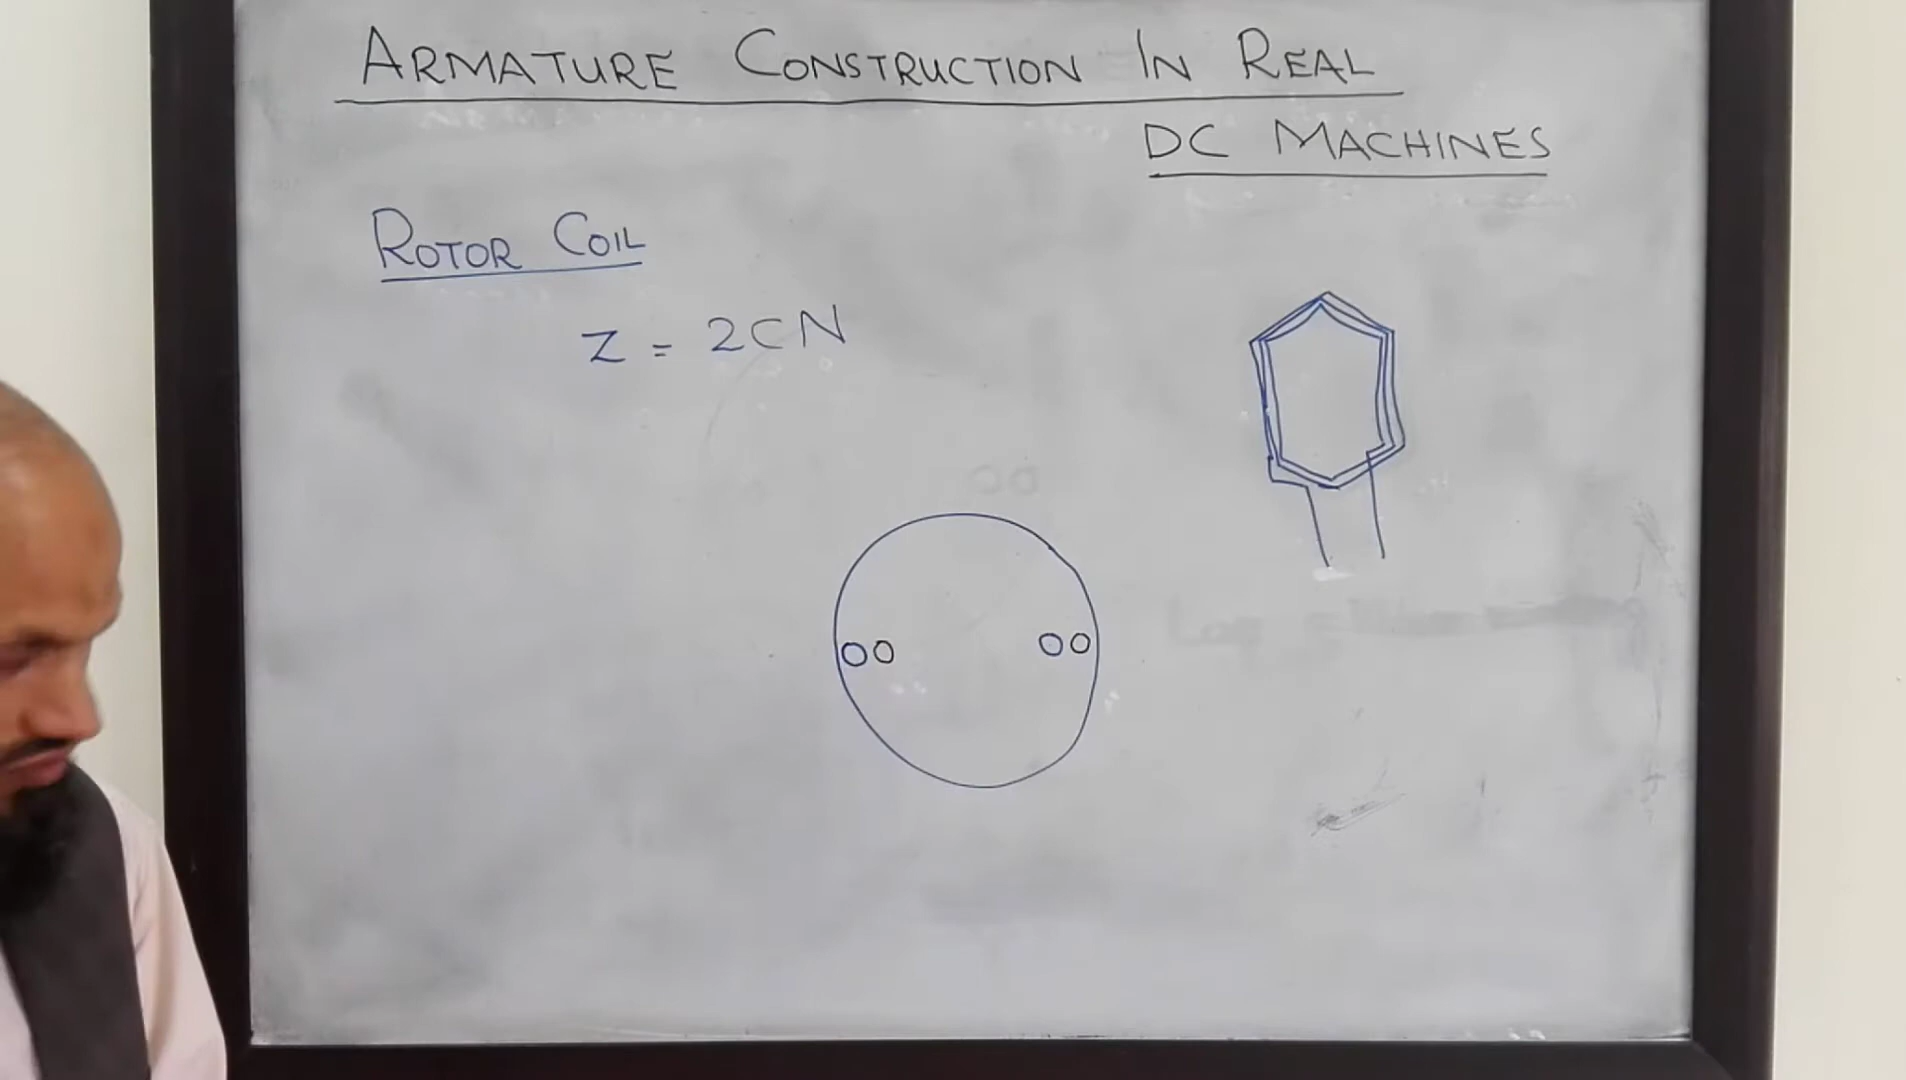 ARMATURE CONSTRUCTION IN REAL
DC MACHINES
ROTOR COIL
Z = 2CN